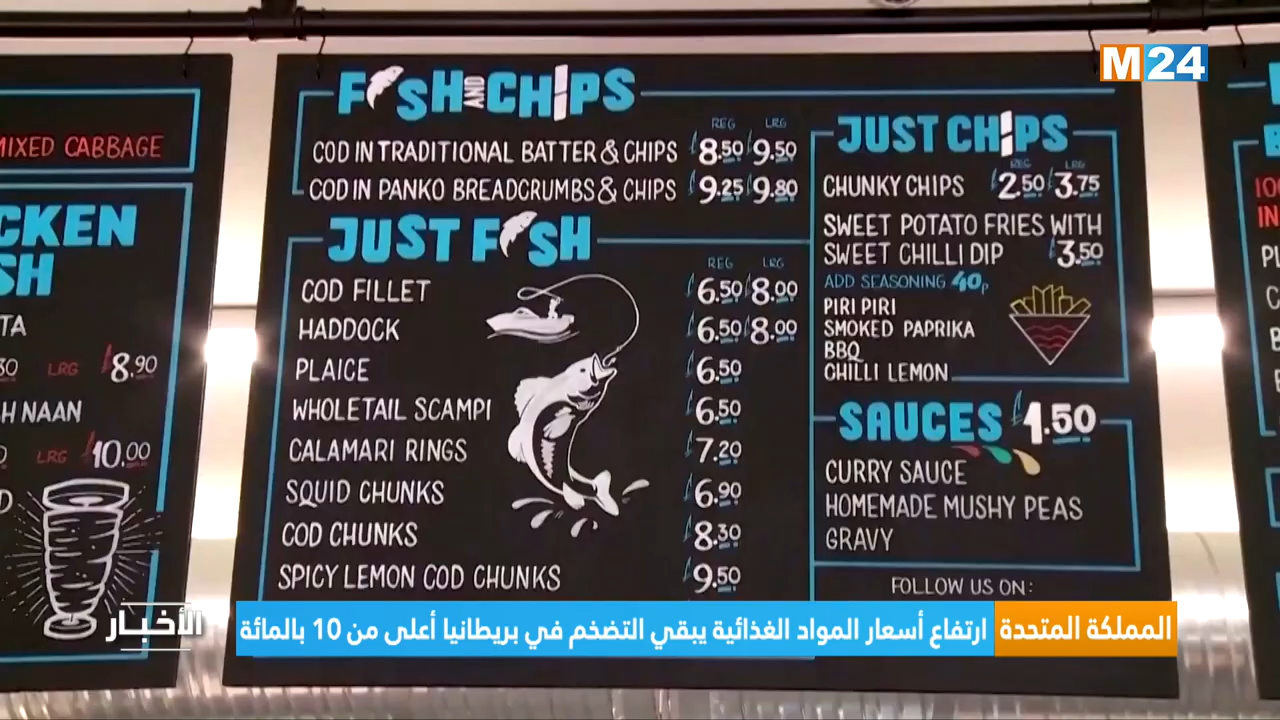 M24
MIXED CABBAGE
LRG £8.90
NAAN
LRG £10.00
FISH AND CHIPS
REG LRG
COD IN TRADITIONAL BATTER & CHIPS £8.50 £9.50
COD IN PANKO BREADCRUMBS & CHIPS £9.25 £9.80
JUST FISH
REG LRG
COD FILLET £6.50 £8.00
HADDOCK £6.50 £8.00
PLAICE £6.50
WHOLETAIL SCAMPI £6.50
CALAMARI RINGS £7.20
SQUID CHUNKS £6.90
COD CHUNKS £8.30
SPICY LEMON COD CHUNKS £9.50
JUST CHIPS
REG LRG
CHUNKY CHIPS £2.50 £3.75
SWEET POTATO FRIES WITH
SWEET CHILLI DIP £3.50
ADD SEASONING 40p
PIRI PIRI
SMOKED PAPRIKA
BBQ
CHILLI LEMON
SAUCES £1.50
CURRY SAUCE
HOMEMADE MUSHY PEAS
GRAVY
FOLLOW US ON:
المملكة المتحدة ارتفاع أسعار المواد الغذائية يبقي التضخم في بريطانيا أعلى من 10 بالمائة
الأخبار